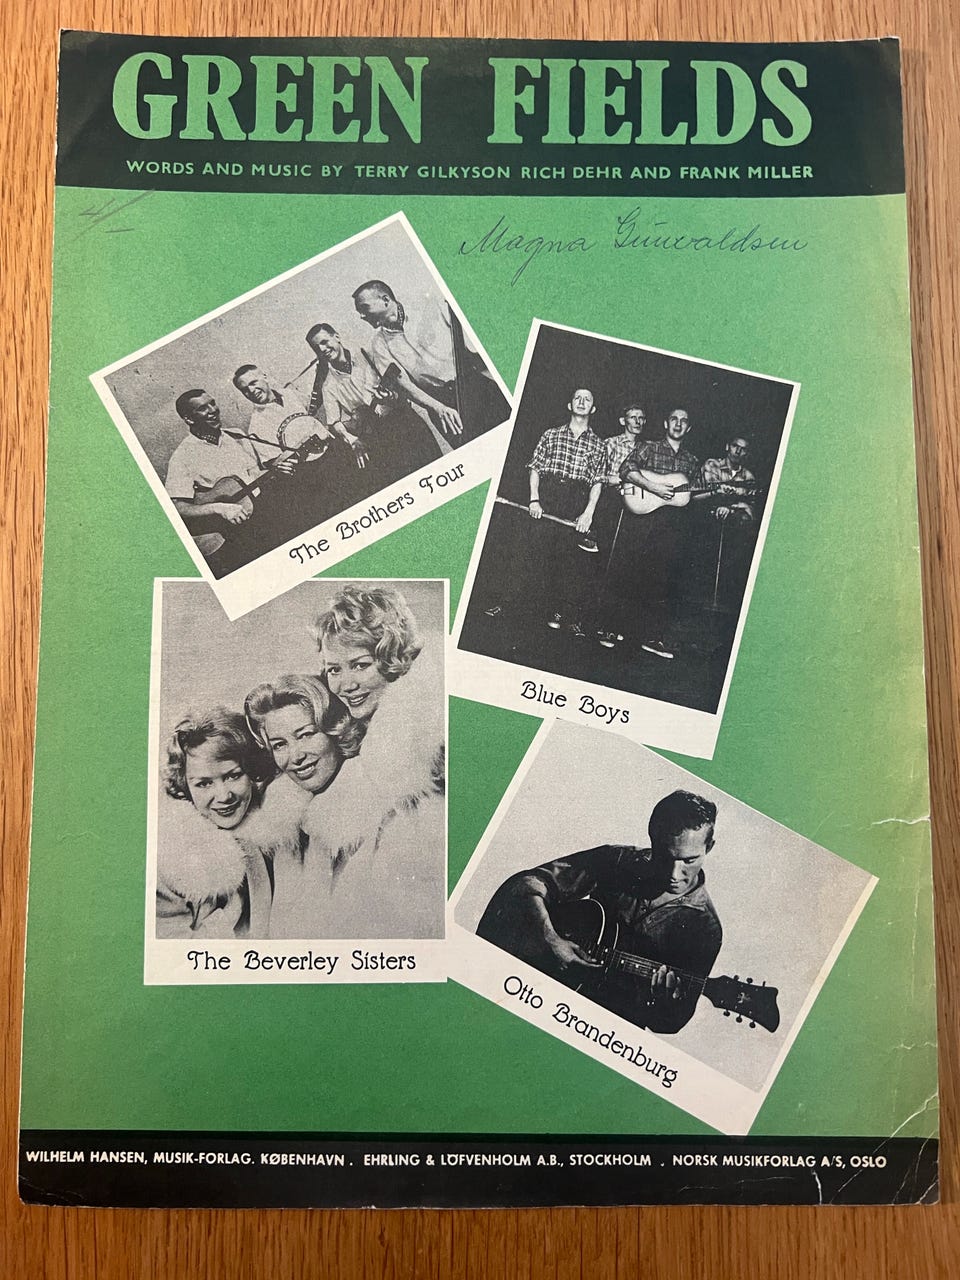 GREEN FIELDS
WORDS AND MUSIC BY TERRY GILKYSON RICH DEHR AND FRANK MILLER
Magna Gunvaldsen
The Brothers Four
Blue Boys
The Beverley Sisters
Otto Brandenburg
WILHELM HANSEN, MUSIK-FORLAG. KØBENHAVN. EHRLING & LÖFVENHOLM A.B., STOCKHOLM. NORSK MUSIKFORLAG A/S, OSLO